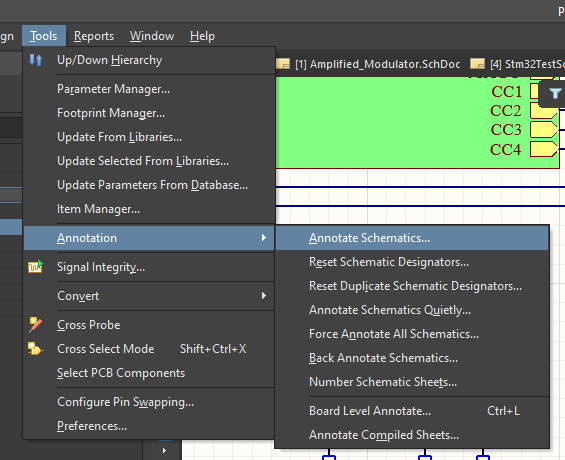 gn Tools Reports Window Help
[1] Amplified_Modulator.SchDoc [4] Stm32TestSc
Up/Down Hierarchy
Parameter Manager...
Footprint Manager...
Update From Libraries...
Update Selected From Libraries...
Update Parameters From Database...
Item Manager...
Annotation
Signal Integrity...
Convert
Cross Probe
Cross Select Mode Shift+Ctrl+X
Select PCB Components
Configure Pin Swapping...
Preferences...
CC1
CC2
CC3
CC4
Annotate Schematics...
Reset Schematic Designators...
Reset Duplicate Schematic Designators...
Annotate Schematics Quietly...
Force Annotate All Schematics...
Back Annotate Schematics...
Number Schematic Sheets...
Board Level Annotate... Ctrl+L
Annotate Compiled Sheets...